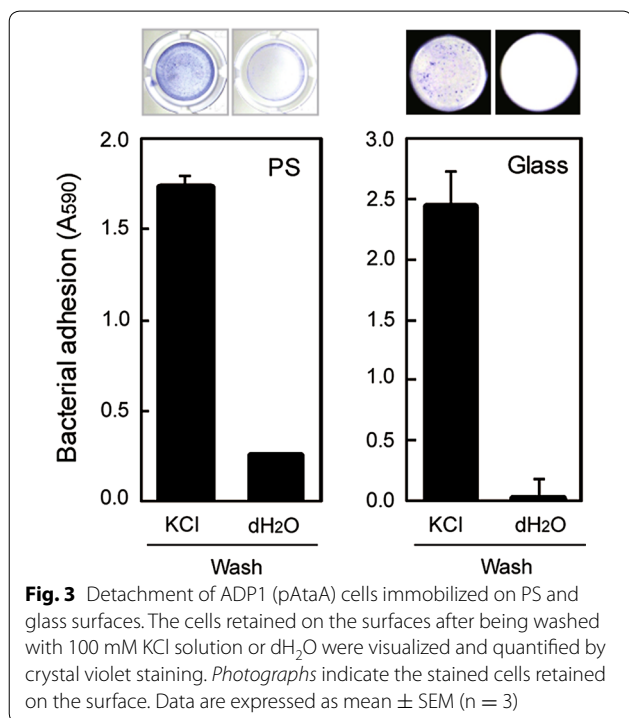 2.0
1.5
1.0
0.5
0.0
Bacterial adhesion (A590)
PS
KCl
dH2O
Wash
3.0
2.5
2.0
1.5
1.0
0.5
0.0
Glass
KCl
dH2O
Wash
Fig. 3 Detachment of ADP1 (pAtaA) cells immobilized on PS and
glass surfaces. The cells retained on the surfaces after being washed
with 100 mM KCl solution or dH2O were visualized and quantified by
crystal violet staining. Photographs indicate the stained cells retained
on the surface. Data are expressed as mean ± SEM (n = 3)